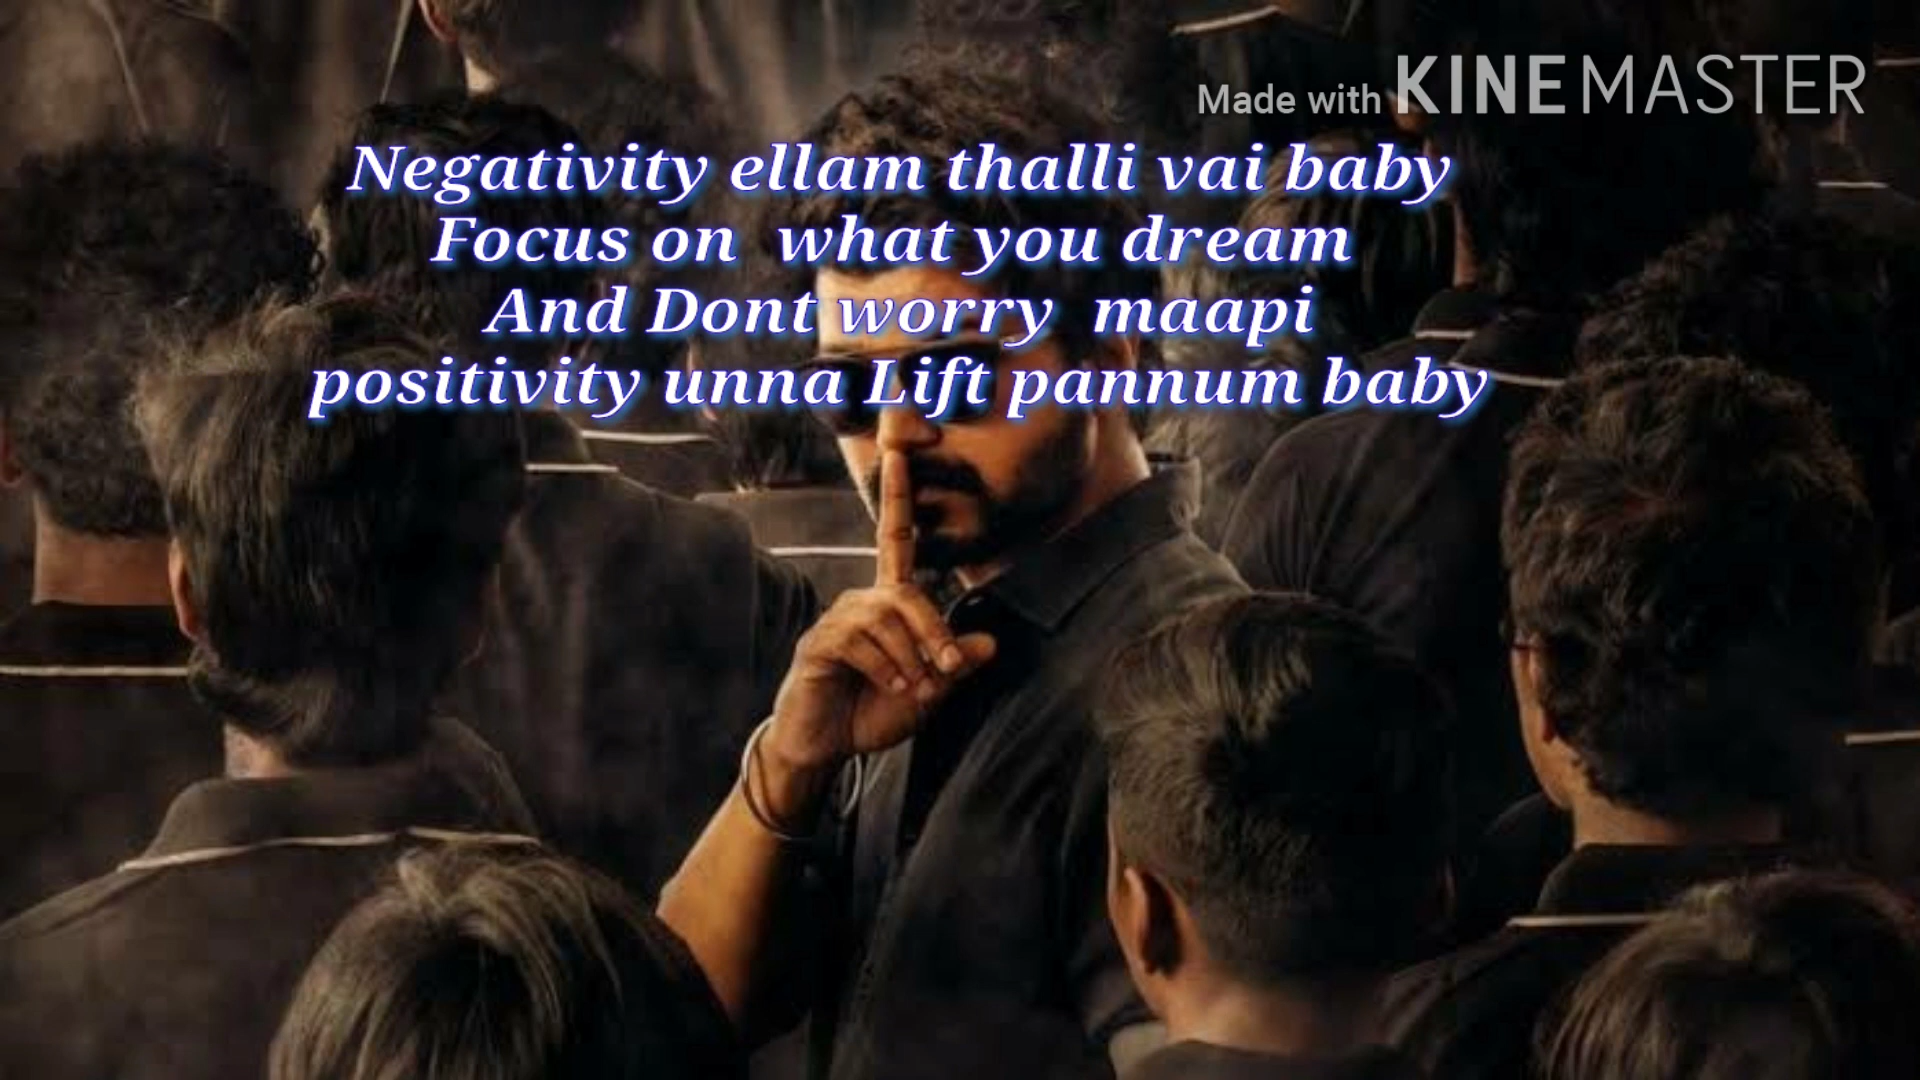 Made with KINEMASTER
Negativity ellam thalli vai baby
Focus on what you dream
And Dont worry maapi
positivity unna Lift pannum baby